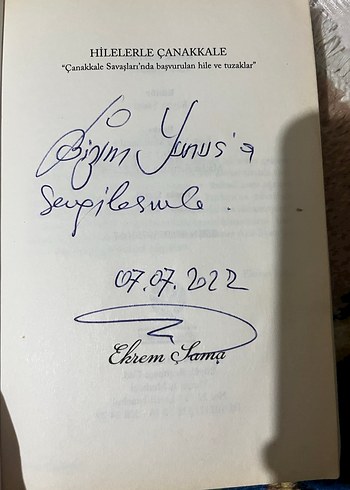 HİLELERLE ÇANAKKALE
“Çanakkale Savaşları'nda başvurulan hile ve tuzaklar”
Bizim Yunus'a
Sevgilerimle.
07.07.2022
Ekrem Şama